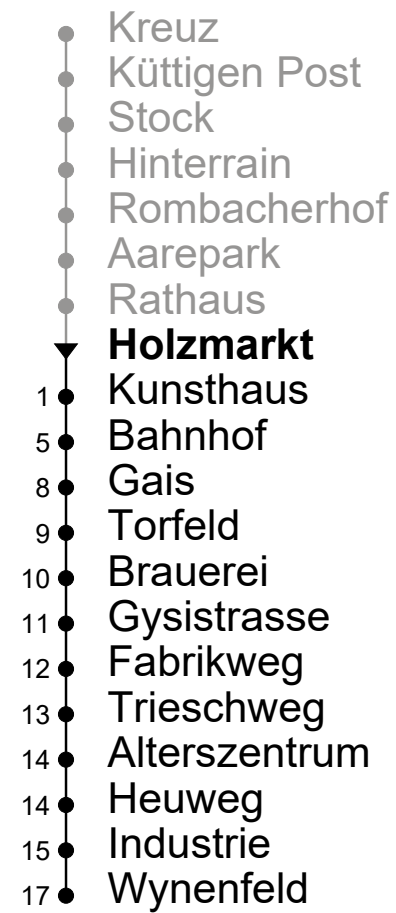 Kreuz
Küttigen Post
Stock
Hinterrain
Rombacherhof
Aarepark
Rathaus
Holzmarkt
1 Kunsthaus
5 Bahnhof
8 Gais
9 Torfeld
10 Brauerei
11 Gysistrasse
12 Fabrikweg
13 Trieschweg
14 Alterszentrum
14 Heuweg
15 Industrie
17 Wynenfeld